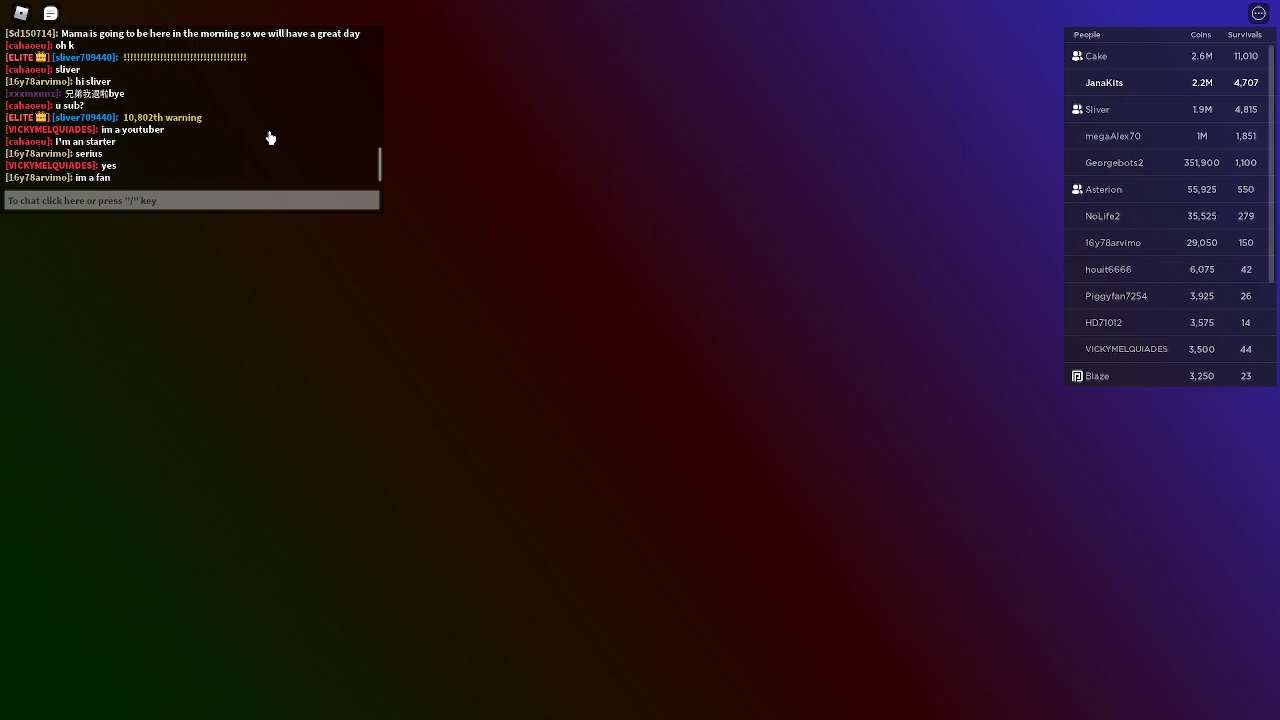 [$d150714]: Mama is going to be here in the morning so we will have a great day
[cahaoeu]: oh k
[ELITE 👑] [sliver709440]: !!!!!!!!!!!!!!!!!!!!!!!!!!!!!!!!!!!!!
[cahaoeu]: sliver
[16y78arvimo]: hi sliver
[xxxmxnnz]: 兄弟我退啦bye
[cahaoeu]: u sub?
[ELITE 👑] [sliver709440]: 10,802th warning
[VICKYMELQUIADES]: im a youtuber
[cahaoeu]: I'm an starter
[16y78arvimo]: serius
[VICKYMELQUIADES]: yes
[16y78arvimo]: im a fan
To chat click here or press "/" key
People Coins Survivals
Cake 2.6M 11,010
JanaKits 2.2M 4,707
Sliver 1.9M 4,815
megaAlex70 1M 1,851
Georgebots2 351,900 1,100
Asterion 55,925 550
NoLife2 35,525 279
16y78arvimo 29,050 150
houit6666 6,075 42
Piggyfan7254 3,925 26
HD71012 3,575 14
VICKYMELQUIADES 3,500 44
Blaze 3,250 23